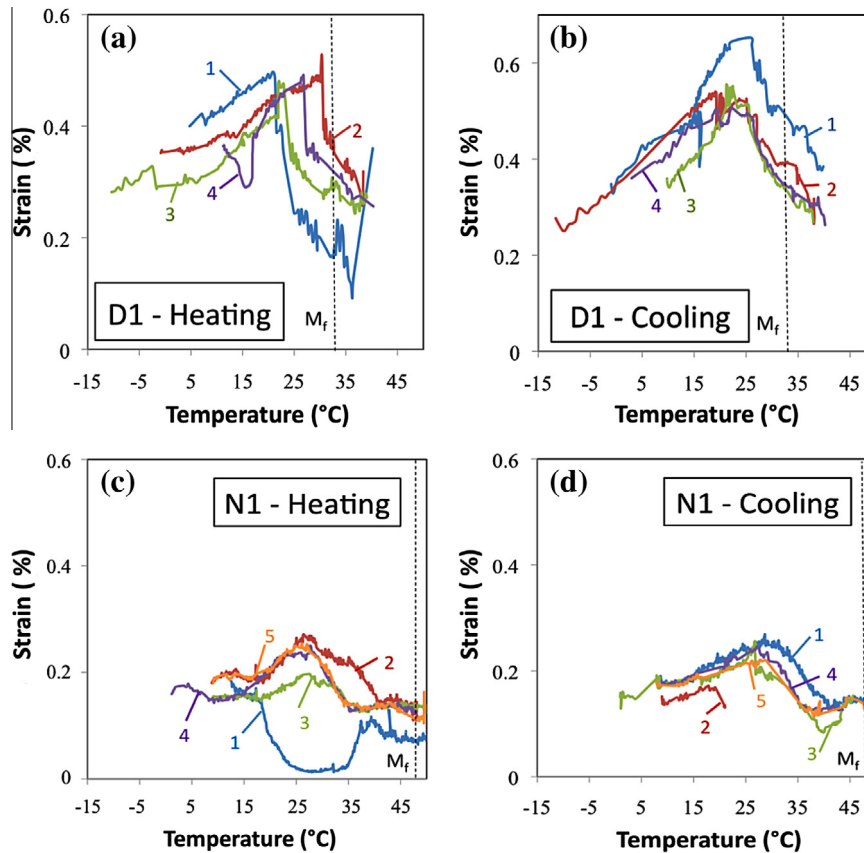 (a)
0.6
0.4
0.2
0
Strain ( %)
1
2
3
4
D1 - Heating
Mf
-15 -5 5 15 25 35 45
Temperature (°C)
(b)
0.6
0.4
0.2
0
Strain ( %)
1
2
3
4
D1 - Cooling
Mf
-15 -5 5 15 25 35 45
Temperature (°C)
(c)
0.6
0.4
0.2
0
Strain ( %)
N1 - Heating
5
2
3
1
4
Mf
-15 -5 5 15 25 35 45
Temperature (°C)
(d)
0.6
0.4
0.2
0
Strain ( %)
N1 - Cooling
1
4
5
2
3
Mf
-15 -5 5 15 25 35 45
Temperature (°C)